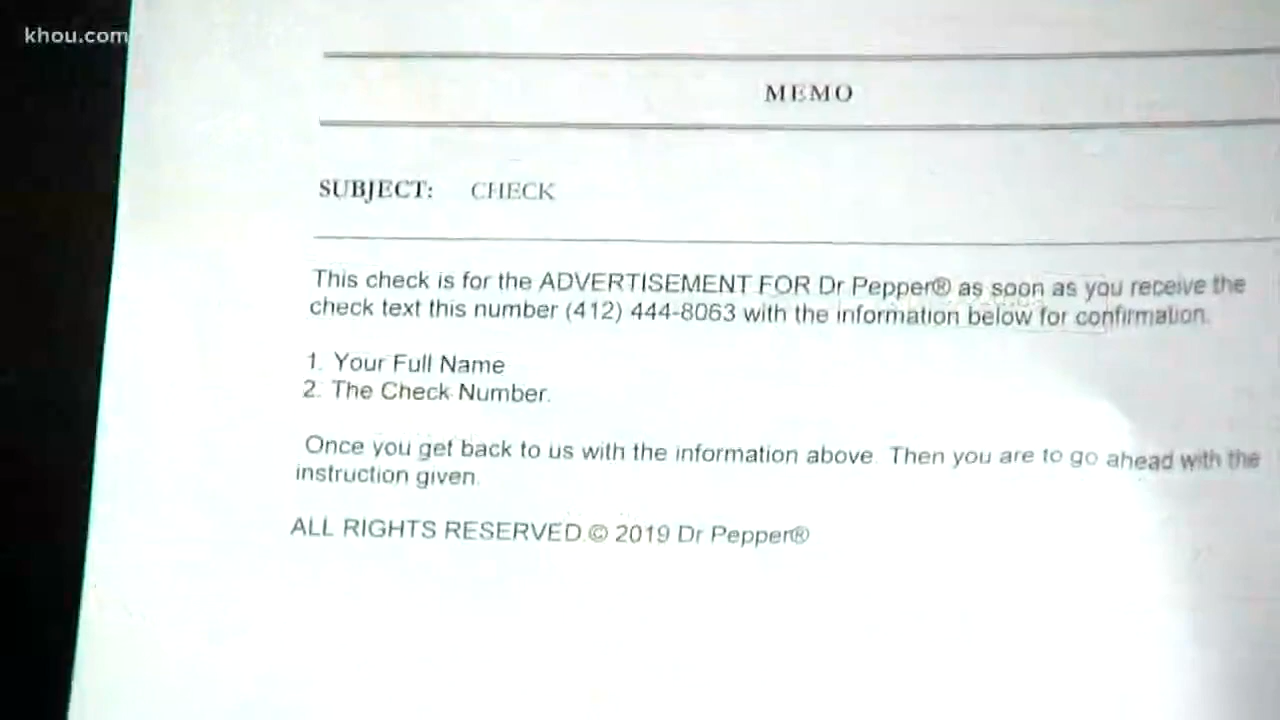 khou.com
MEMO
SUBJECT: CHECK
This check is for the ADVERTISEMENT FOR Dr Pepper® as soon as you receive the
check text this number (412) 444-8063 with the information below for confirmation.
1. Your Full Name
2. The Check Number.
Once you get back to us with the information above. Then you are to go ahead with the
instruction given.
ALL RIGHTS RESERVED.© 2019 Dr Pepper®